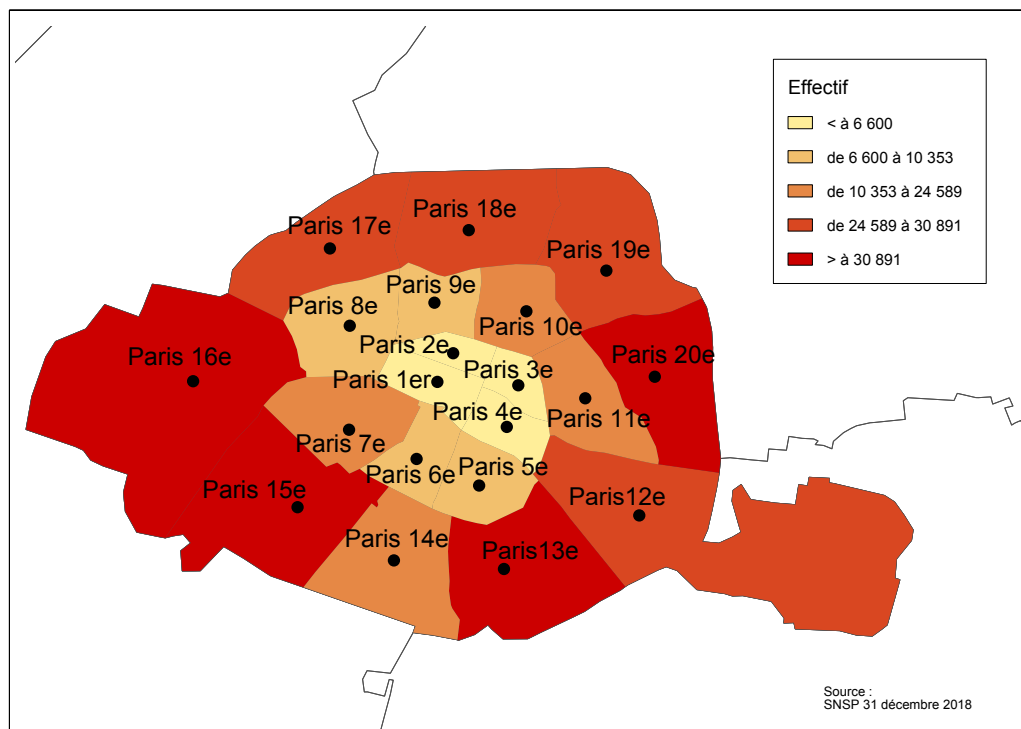 Effectif
< à 6 600
de 6 600 à 10 353
de 10 353 à 24 589
de 24 589 à 30 891
> à 30 891
Paris 18e
Paris 17e
Paris 19e
Paris 9e
Paris 8e
Paris 10e
Paris 2e
Paris 16e
Paris 20e
Paris 3e
Paris 1er
Paris 4e
Paris 11e
Paris 7e
Paris 6e
Paris 5e
Paris 15e
Paris12e
Paris 14e
Paris13e
Source :
SNSP 31 décembre 2018